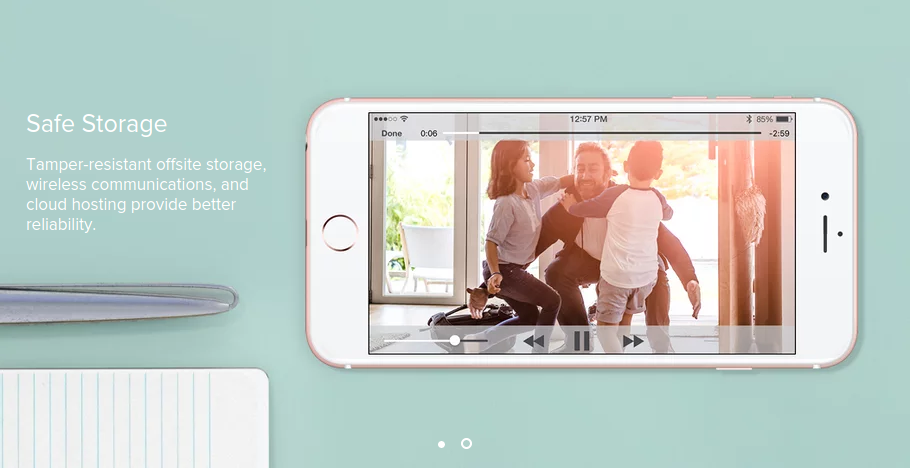 Safe Storage
Tamper-resistant offsite storage,
wireless communications, and
cloud hosting provide better
reliability.
12:57 PM
85%
Done 0:06 -2:59